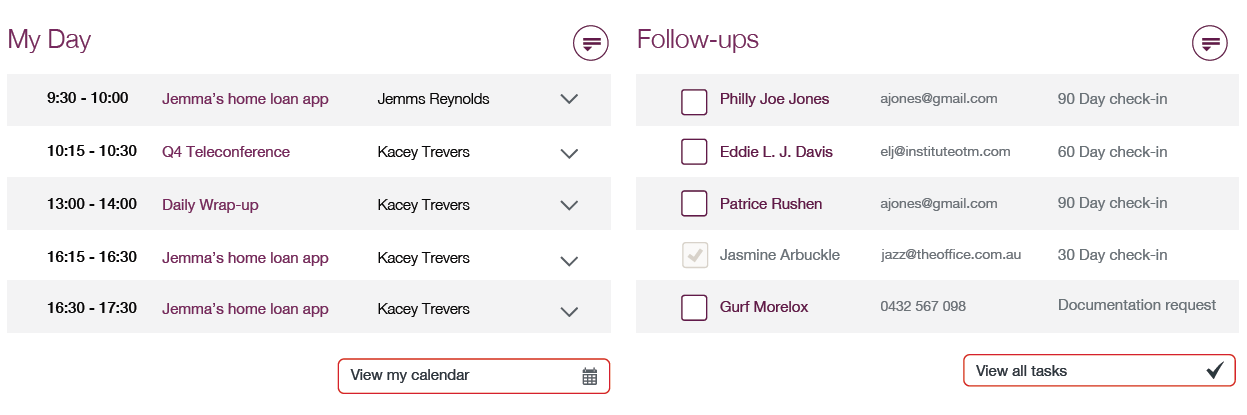 My Day
9:30 - 10:00 Jemma's home loan app Jemms Reynolds
10:15 - 10:30 Q4 Teleconference Kacey Trevers
13:00 - 14:00 Daily Wrap-up Kacey Trevers
16:15 - 16:30 Jemma's home loan app Kacey Trevers
16:30 - 17:30 Jemma's home loan app Kacey Trevers
View my calendar
Follow-ups
Philly Joe Jones ajones@gmail.com 90 Day check-in
Eddie L. J. Davis elj@instituteotm.com 60 Day check-in
Patrice Rushen ajones@gmail.com 90 Day check-in
Jasmine Arbuckle jazz@theoffice.com.au 30 Day check-in
Gurf Morelox 0432 567 098 Documentation request
View all tasks